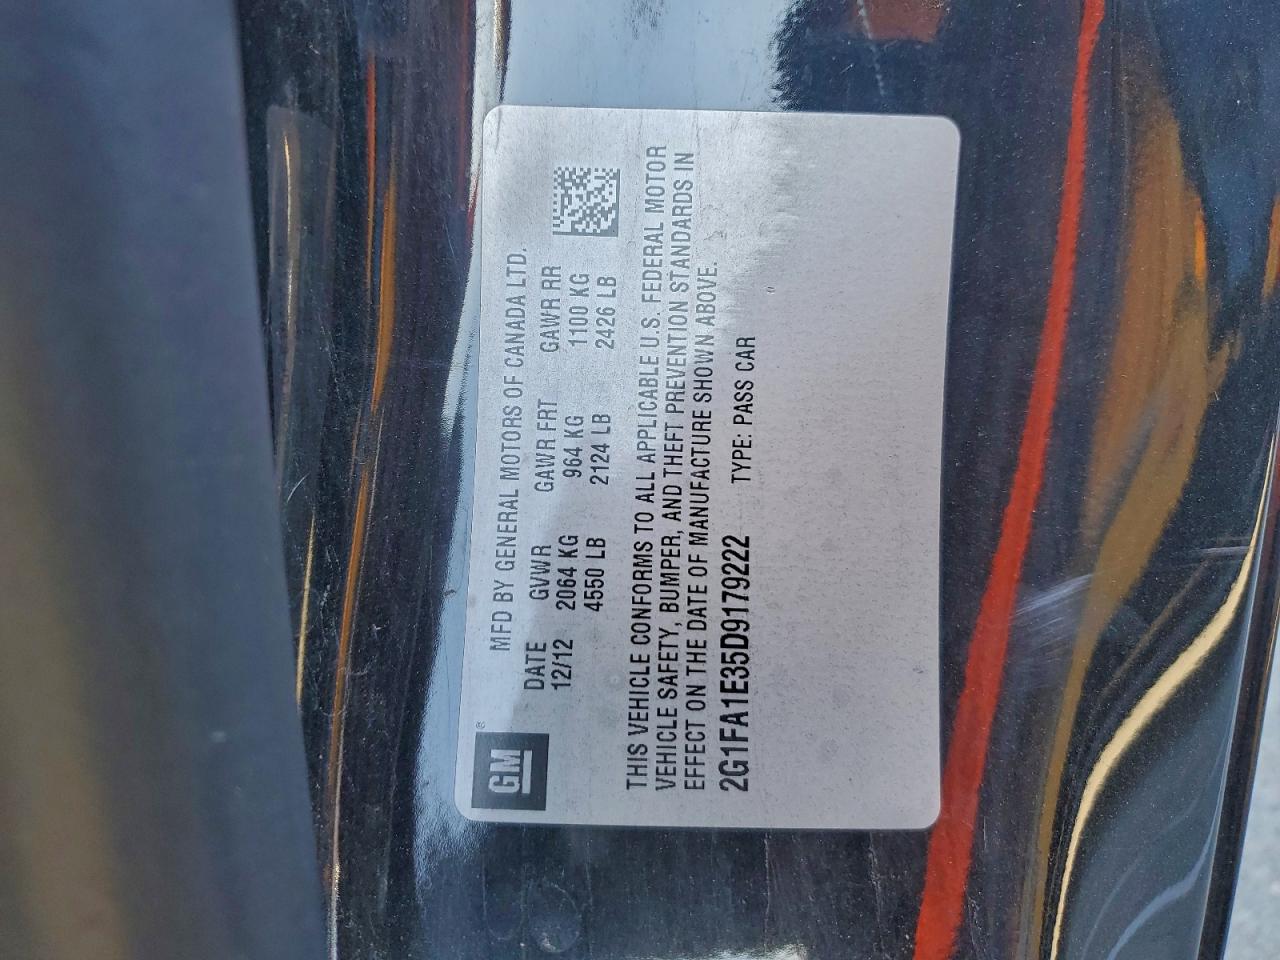 GM ®
MFD BY GENERAL MOTORS OF CANADA LTD.
DATE GVWR GAWR FRT GAWR RR
12/12 2064 KG 964 KG 1100 KG
4550 LB 2124 LB 2426 LB
THIS VEHICLE CONFORMS TO ALL APPLICABLE U.S. FEDERAL MOTOR
VEHICLE SAFETY, BUMPER, AND THEFT PREVENTION STANDARDS IN
EFFECT ON THE DATE OF MANUFACTURE SHOWN ABOVE.
2G1FA1E35D9179222 TYPE: PASS CAR